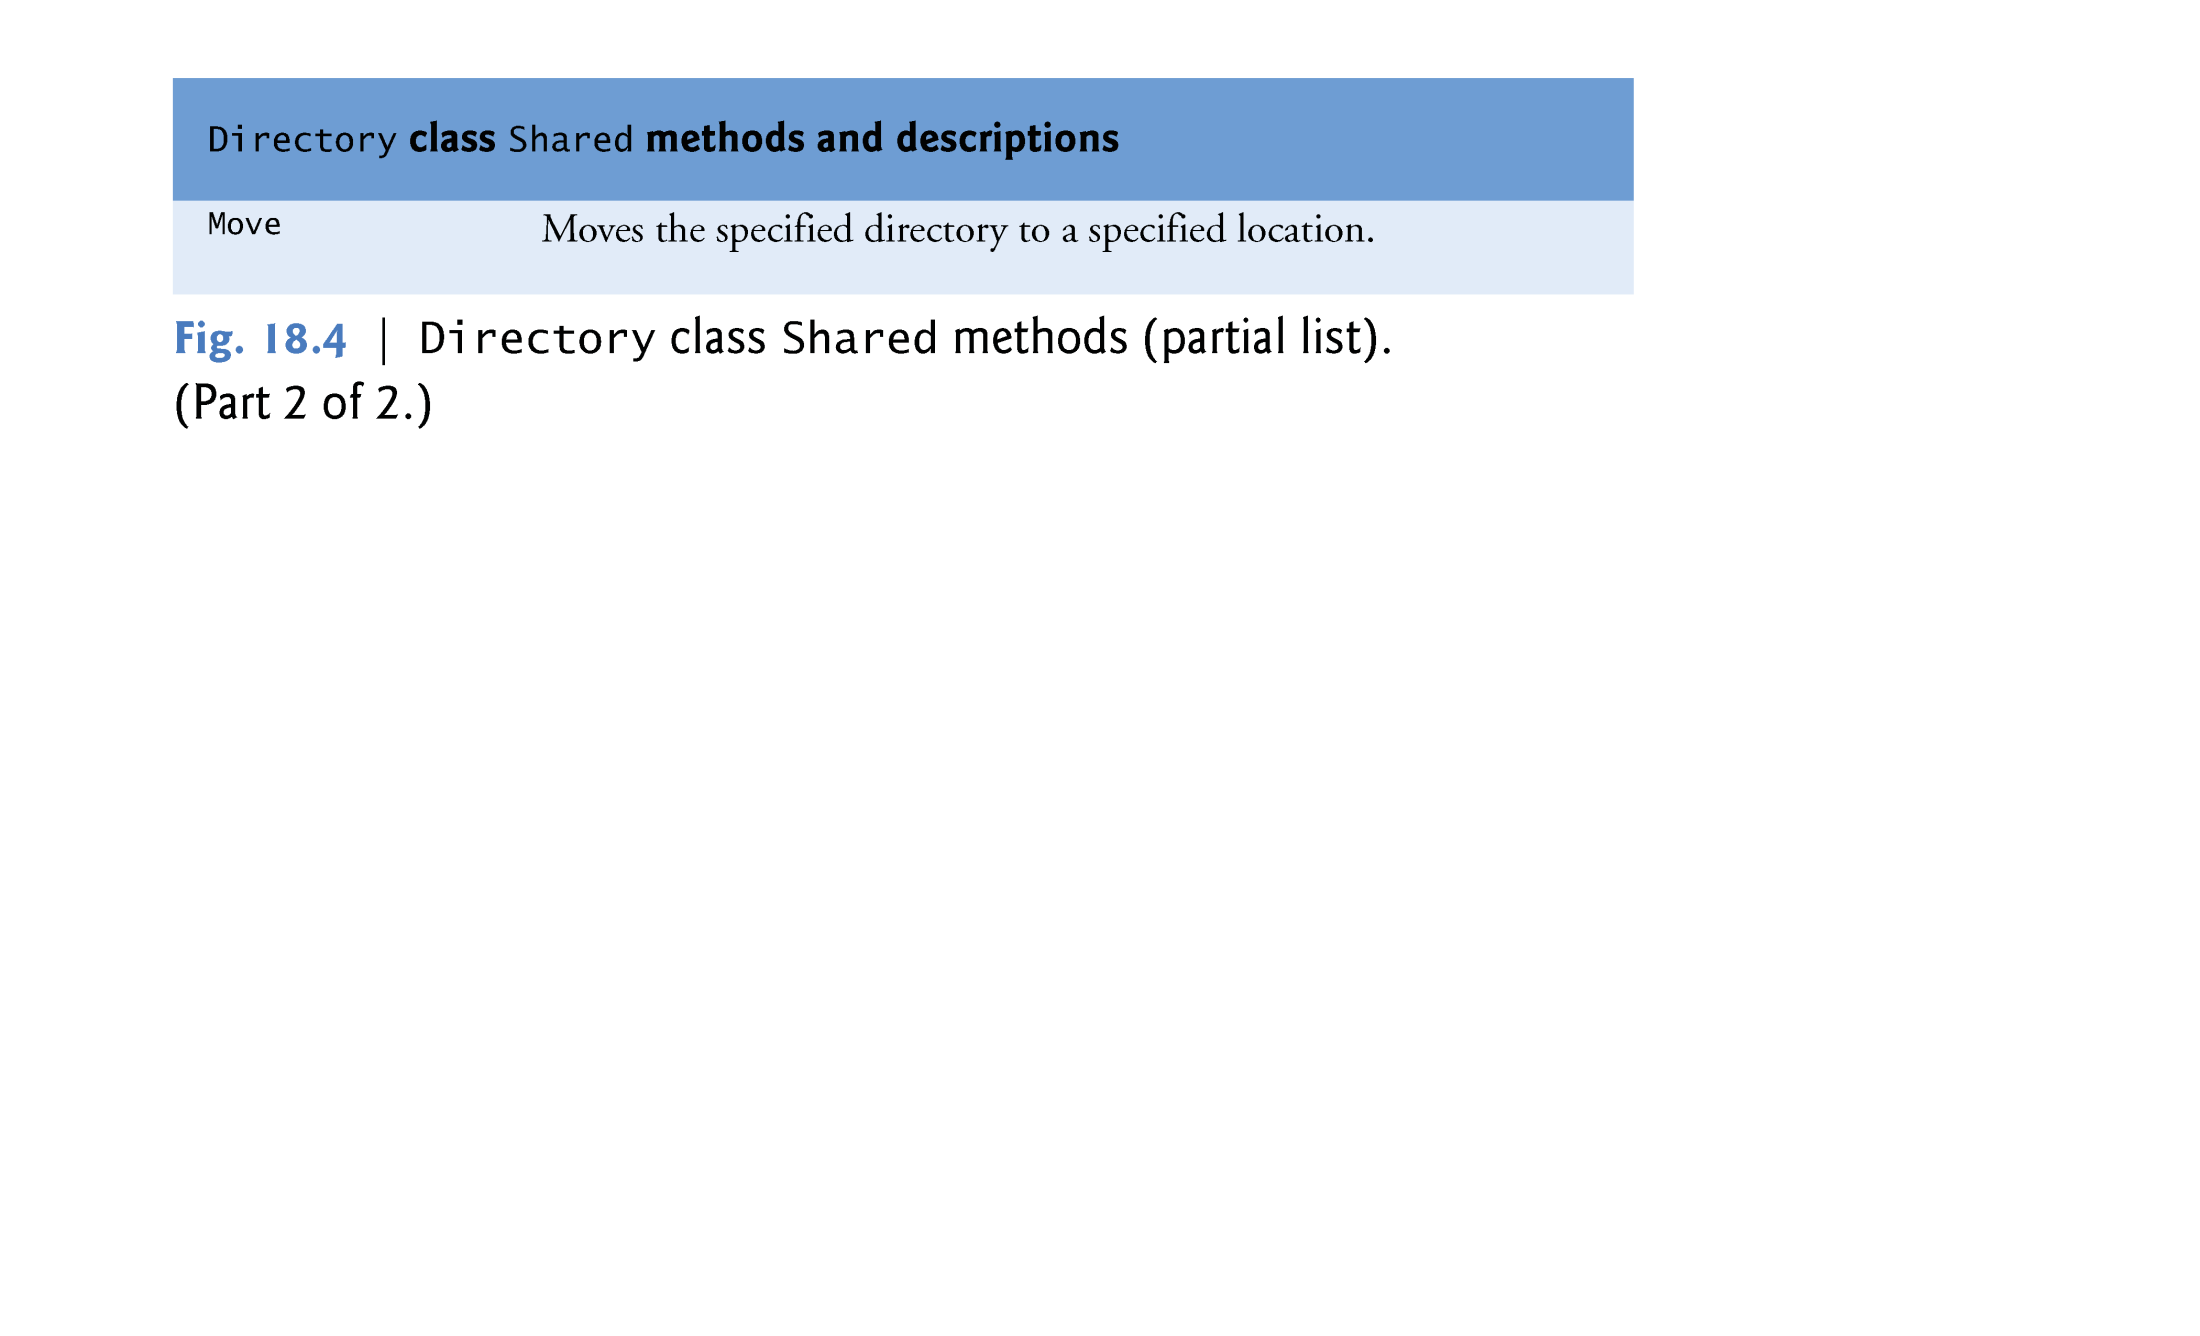 Directory class Shared methods and descriptions
Move Moves the specified directory to a specified location.
Fig. 18.4 | Directory class Shared methods (partial list).
(Part 2 of 2.)